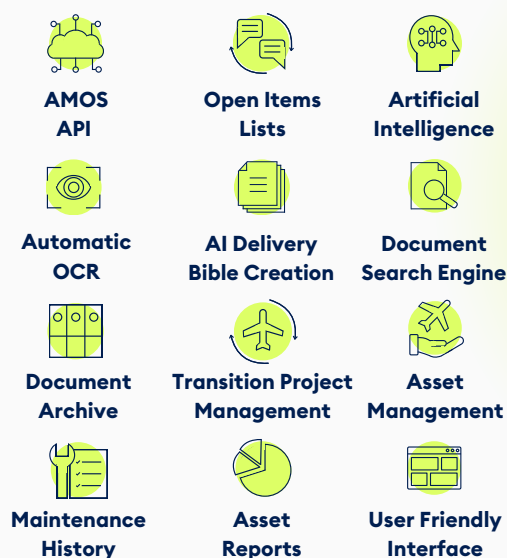 AMOS
API
Open Items
Lists
Artificial
Intelligence
Automatic
OCR
AI Delivery
Bible Creation
Document
Search Engine
Document
Archive
Transition Project
Management
Asset
Management
Maintenance
History
Asset
Reports
User Friendly
Interface